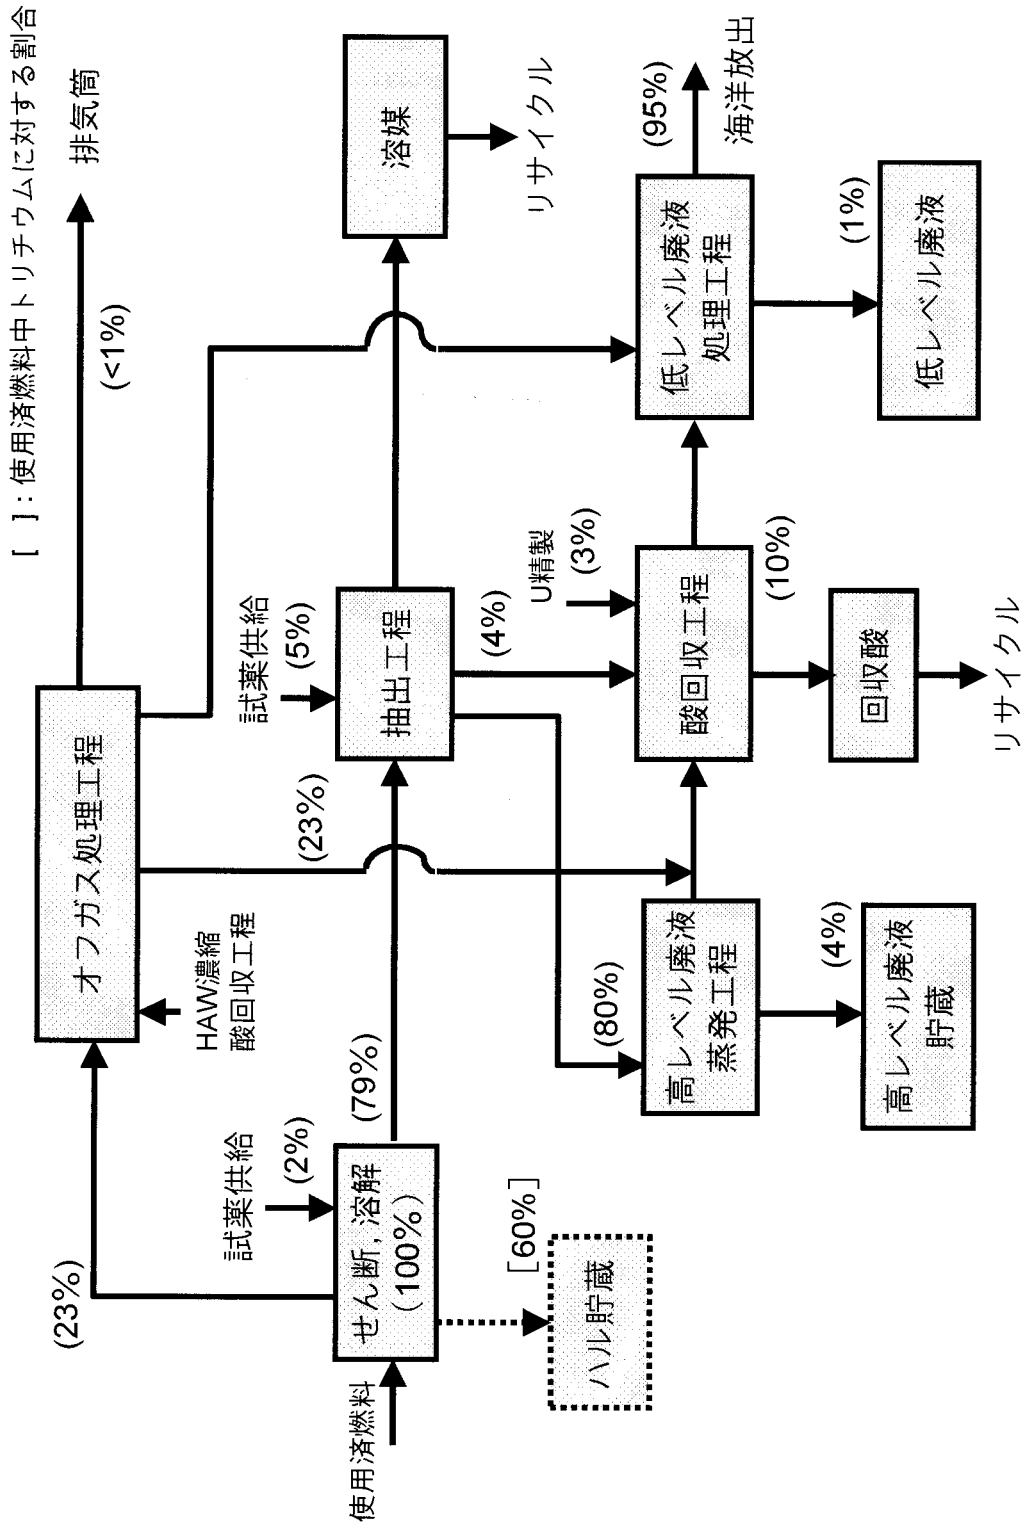 [　]：使用済燃料中トリチウムに対する割合
排気筒
(<1%)
オフガス処理工程
(23%)
HAW濃縮
酸回収工程
(23%)
試薬供給
(2%)
使用済燃料
せん断，溶解
(100%)
(79%)
試薬供給
(5%)
抽出工程
(4%)
溶媒
リサイクル
[60%]
ハル貯蔵
(80%)
高レベル廃液
蒸発工程
(4%)
高レベル廃液
貯蔵
U精製
(3%)
酸回収工程
(10%)
回収酸
リサイクル
低レベル廃液
処理工程
(95%)
海洋放出
(1%)
低レベル廃液